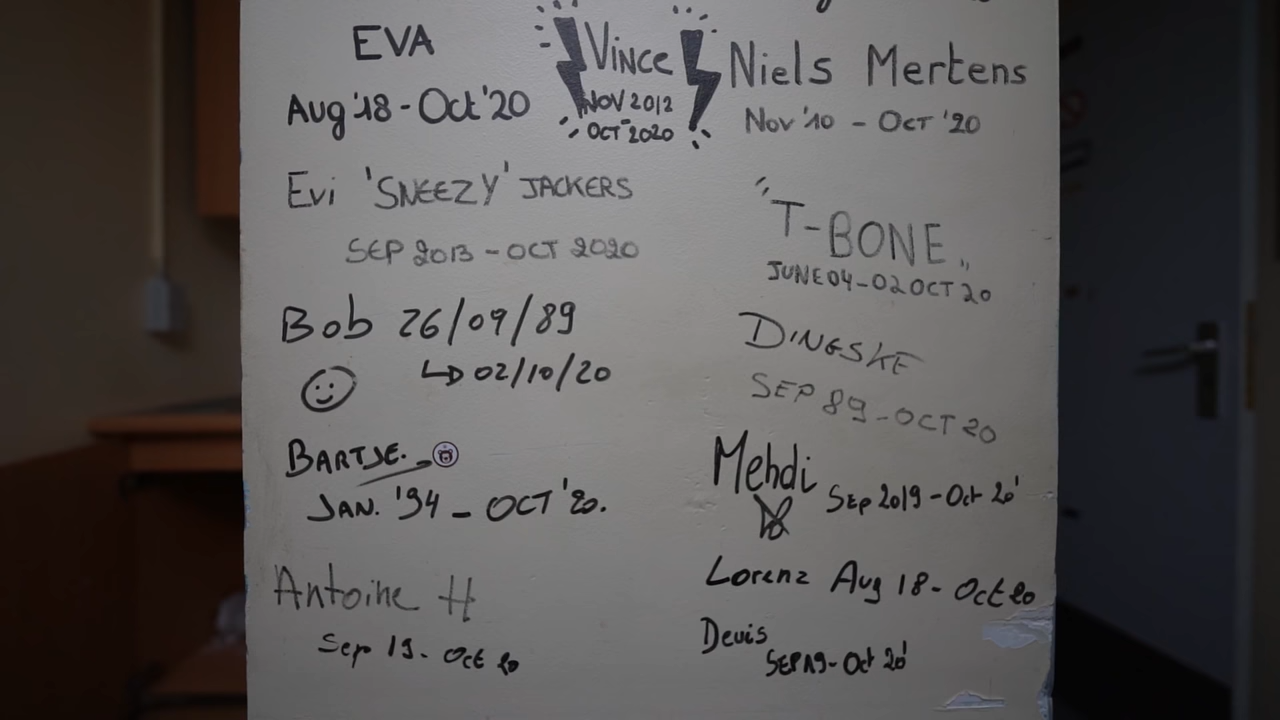 EVA
Aug '18 - Oct '20
VINCE
NOV 2012
OCT 2020
Niels Mertens
Nov '10 - OCT '20
Evi 'SNEEZY' JACKERS
SEP 2013 - OCT 2020
"T-BONE"
JUNE 04 - 02 OCT 20
Bob 26/09/89
↳ 02/10/20
DINGSKE
SEP 89 - OCT 20
BARTJE.
JAN. '94 - OCT '20.
Mehdi
Sep 2019 - Oct 20'
Antoine H
Sep 19 - Oct 20
Lorenz Aug 18 - Oct 20
Devis
SEP 19 - Oct 20'